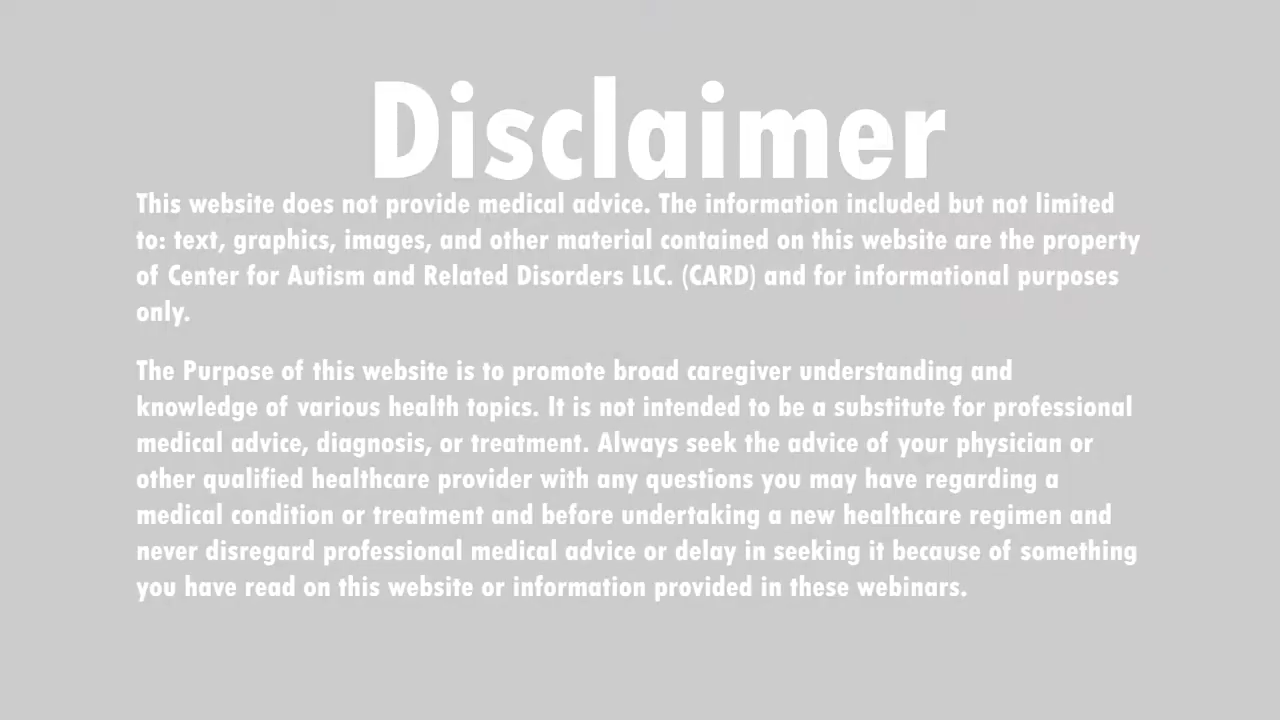 Disclaimer
This website does not provide medical advice. The information included but not limited
to: text, graphics, images, and other material contained on this website are the property
of Center for Autism and Related Disorders LLC. (CARD) and for informational purposes
only.
The Purpose of this website is to promote broad caregiver understanding and
knowledge of various health topics. It is not intended to be a substitute for professional
medical advice, diagnosis, or treatment. Always seek the advice of your physician or
other qualified healthcare provider with any questions you may have regarding a
medical condition or treatment and before undertaking a new healthcare regimen and
never disregard professional medical advice or delay in seeking it because of something
you have read on this website or information provided in these webinars.